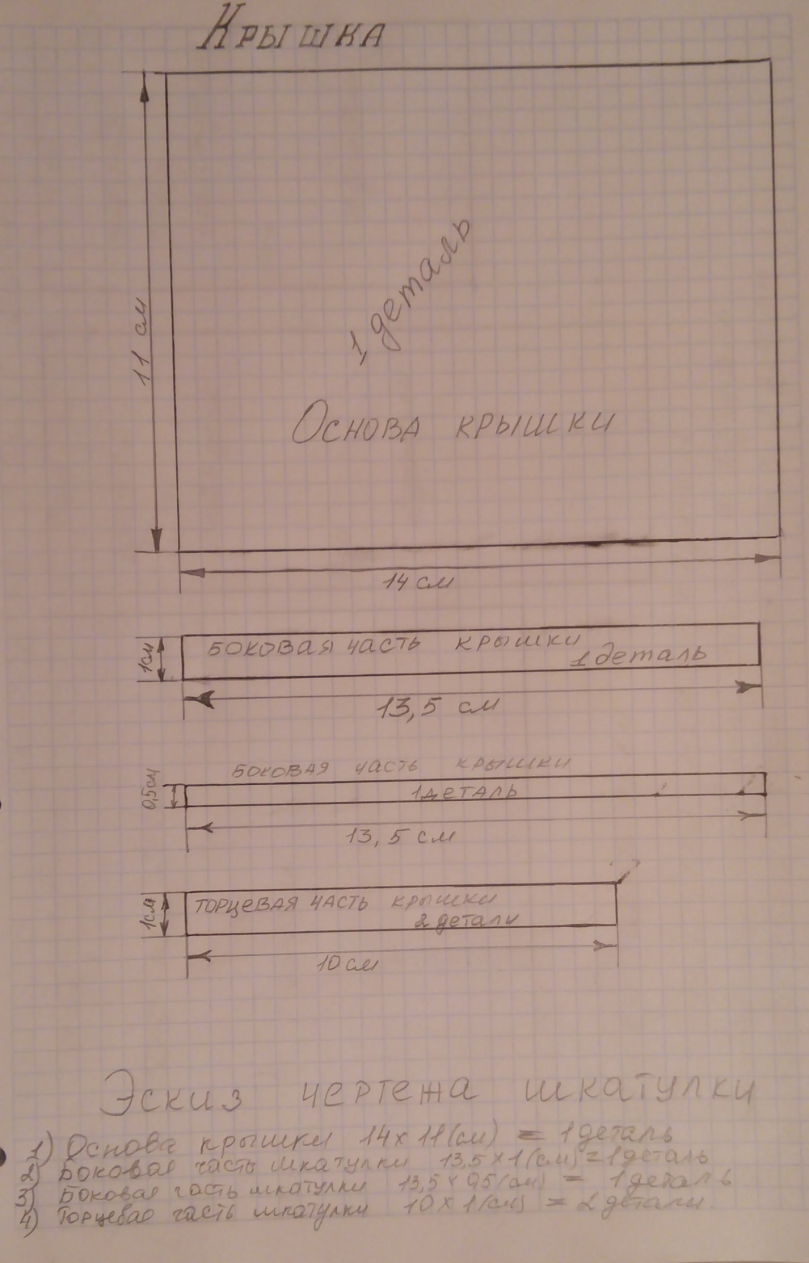 Крышка
11 см
1 деталь
Основа крышки
14 см
1см
Боковая часть крышки
1 деталь
13,5 см
Боковая часть крышки
0,5см
1 деталь
13,5 см
1см
Торцевая часть крышки
2 детали
10 см
Эскиз чертежа шкатулки
1) Основа крышки 14 х 11 (см) = 1 деталь
2) Боковая часть шкатулки 13,5 х 1 (см) = 1 деталь
3) Боковая часть шкатулки 13,5 х 0,5 (см) = 1 деталь
4) Торцевая часть шкатулки 10 х 1 (см) = 2 детали